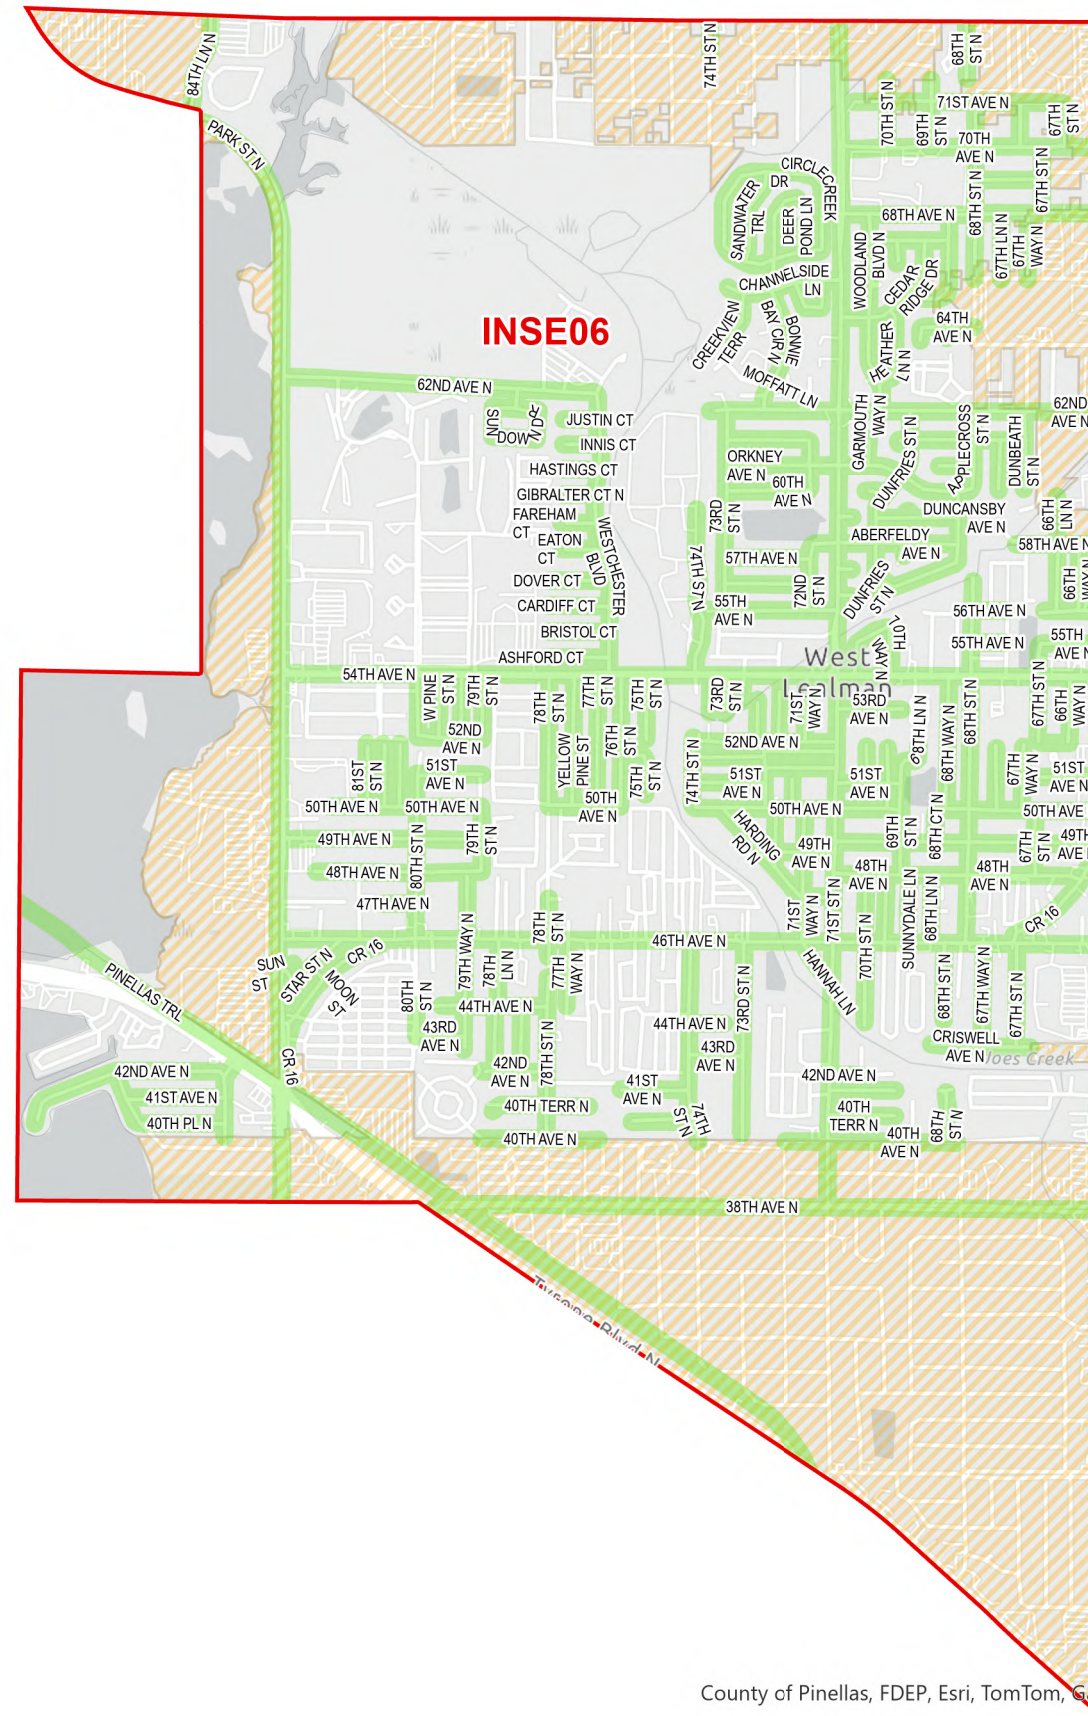 84TH LN N
74TH ST N
68TH
ST N
70TH ST N
69TH
ST N
71ST AVE N
67TH
ST N
PARK ST N
70TH
AVE N
CIRCLECREEK
DR
SANDWATER
TRL
DEER
POND LN
68TH AVE N
68TH ST N
67TH ST N
67TH LN N
67TH
WAY N
WOODLAND
BLVD N
CEDAR
RIDGE DR
CHANNELSIDE
LN
INSE06
CREEKVIEW
TERR
BAY CIR N
BONNIE
64TH
AVE N
HEATHER
LN N
MOFFATT LN
62ND AVE N
62ND
AVE N
SUN
DOW
N DR
JUSTIN CT
INNIS CT
GARMOUTH
WAY N
DUNFRIES ST N
APPLECROSS
ST N
DUNBEATH
ST N
HASTINGS CT
ORKNEY
AVE N
60TH
AVE N
GIBRALTER CT N
FAREHAM
CT
EATON
CT
WESTCHESTER
BLVD
73RD
ST N
DUNCANSBY
AVE N
66TH
LN N
ABERFELDY
AVE N
58TH AVE N
57TH AVE N
74TH ST N
DOVER CT
CARDIFF CT
72ND
ST N
DUNFRIES
ST N
66TH
WAY N
55TH
AVE N
56TH AVE N
BRISTOL CT
70TH
WAY N
55TH AVE N
55TH
AVE N
ASHFORD CT
West
Lealman
54TH AVE N
W PINE
ST N
79TH
ST N
78TH
ST N
77TH
ST N
75TH
ST N
73RD
ST N
71ST
WAY N
53RD
AVE N
68TH LN N
68TH WAY N
68TH ST N
67TH ST N
66TH
WAY N
52ND
AVE N
YELLOW
PINE ST
76TH
ST N
52ND AVE N
81ST
ST N
51ST
AVE N
75TH
ST N
74TH ST N
51ST
AVE N
51ST
AVE N
67TH
WAY N
51ST
AVE N
50TH AVE N
50TH AVE N
50TH
AVE N
50TH AVE N
50TH AVE
49TH AVE N
80TH ST N
79TH
ST N
HARDING
RD N
49TH
AVE N
69TH
ST N
68TH CT N
67TH
ST N
49TH
AVE
48TH AVE N
48TH
AVE N
48TH
AVE N
47TH AVE N
71ST
WAY N
71ST ST N
70TH ST N
SUNNYDALE LN
68TH LN N
CR 16
79TH WAY N
78TH
ST N
46TH AVE N
CR 16
SUN
ST
STAR ST N
MOON
ST
PINELLAS TRL
78TH
LN N
77TH
WAY N
HANNAH LN
80TH
ST N
44TH AVE N
73RD ST N
68TH ST N
67TH WAY N
67TH ST N
44TH AVE N
43RD
AVE N
43RD
AVE N
CRISWELL
AVE N
Joes Creek
CR 16
42ND AVE N
42ND
AVE N
78TH ST N
41ST
AVE N
42ND AVE N
41ST AVE N
40TH TERR N
74TH
ST N
40TH
TERR N
68TH
ST N
40TH PL N
40TH AVE N
40TH
AVE N
38TH AVE N
Tyrone Blvd N
County of Pinellas, FDEP, Esri, TomTom,